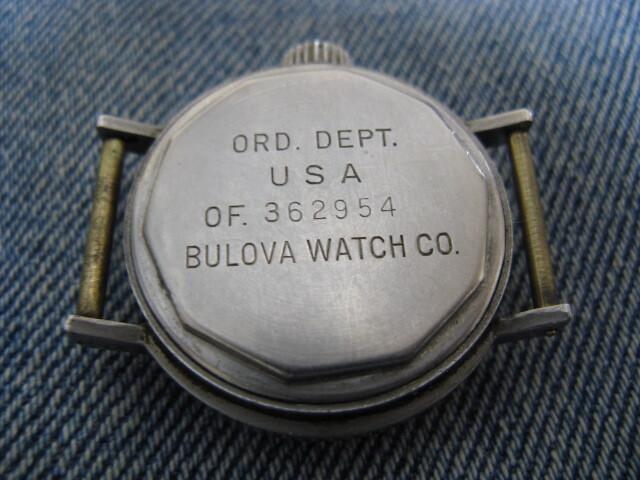 ORD. DEPT.
USA
OF. 362954
BULOVA WATCH CO.